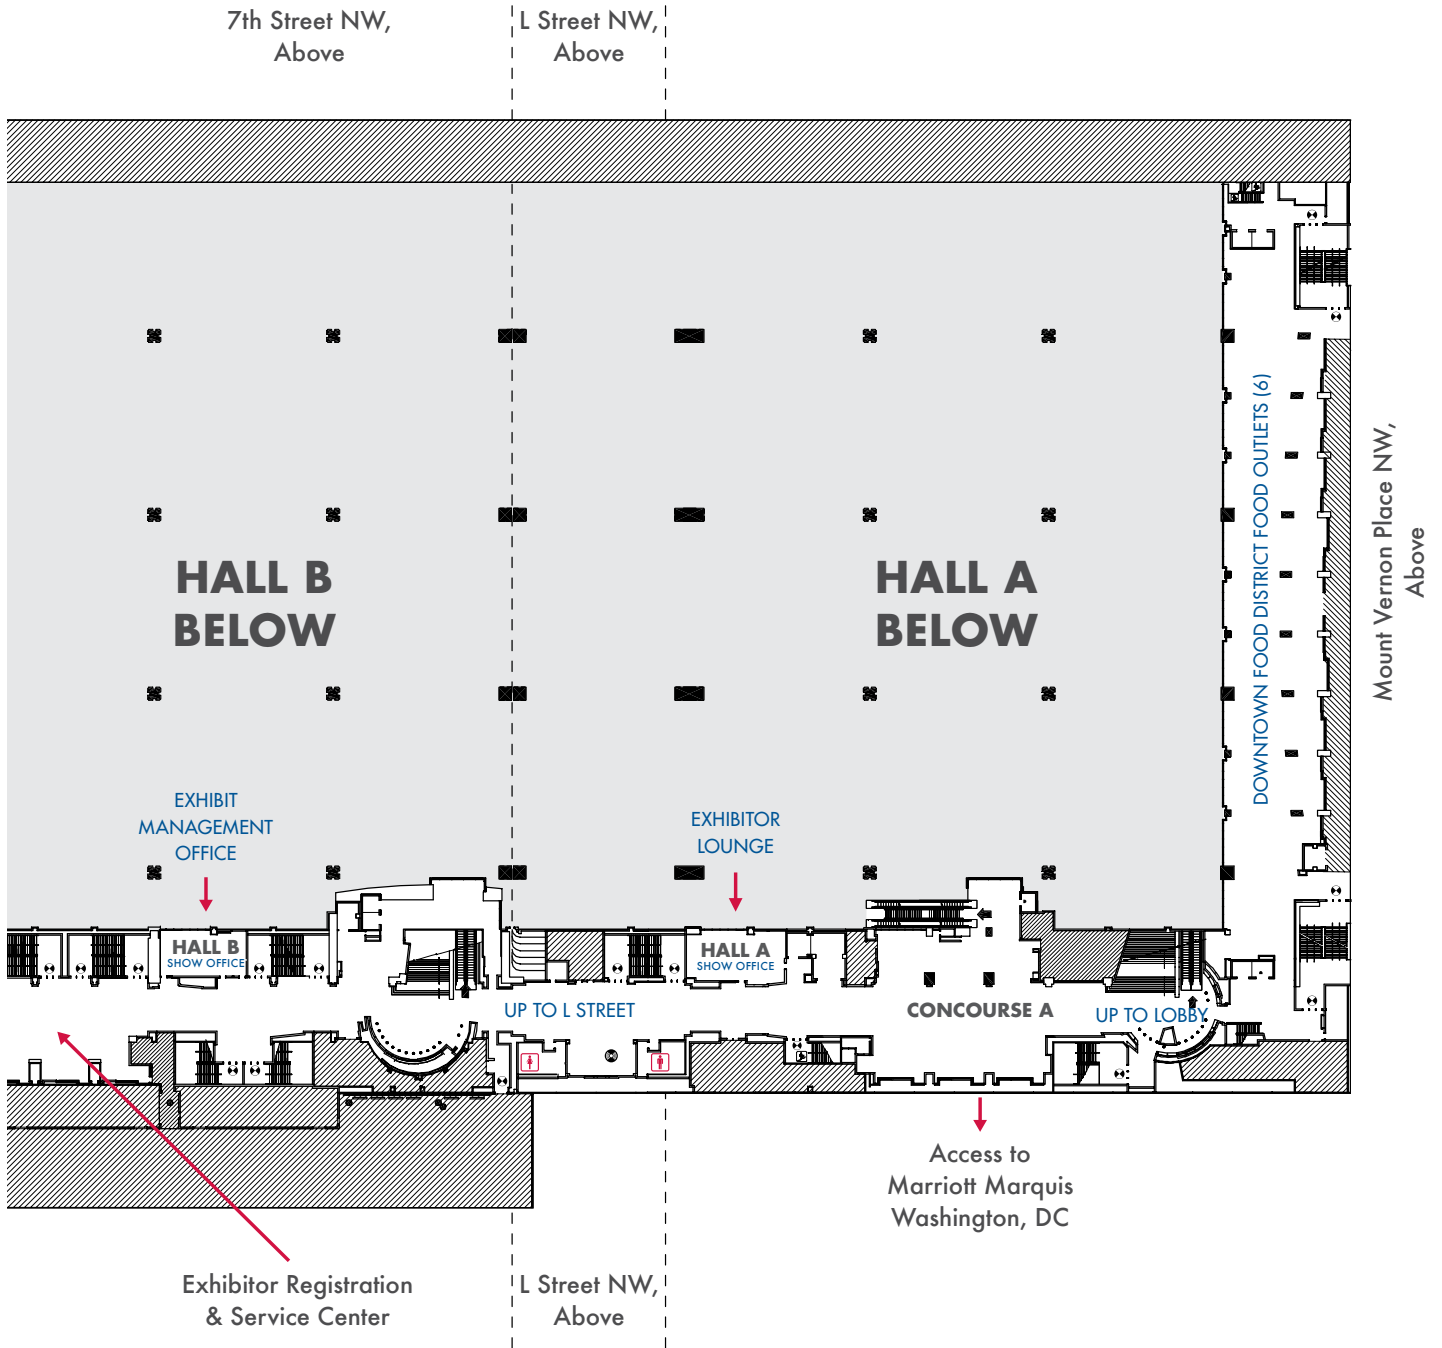 7th Street NW,
Above
L Street NW,
Above
HALL B
BELOW
HALL A
BELOW
DOWNTOWN FOOD DISTRICT FOOD OUTLETS (6)
Mount Vernon Place NW,
Above
EXHIBIT
MANAGEMENT
OFFICE
EXHIBITOR
LOUNGE
HALL B
SHOW OFFICE
HALL A
SHOW OFFICE
UP TO L STREET
CONCOURSE A
UP TO LOBBY
Access to
Marriott Marquis
Washington, DC
Exhibitor Registration
& Service Center
L Street NW,
Above